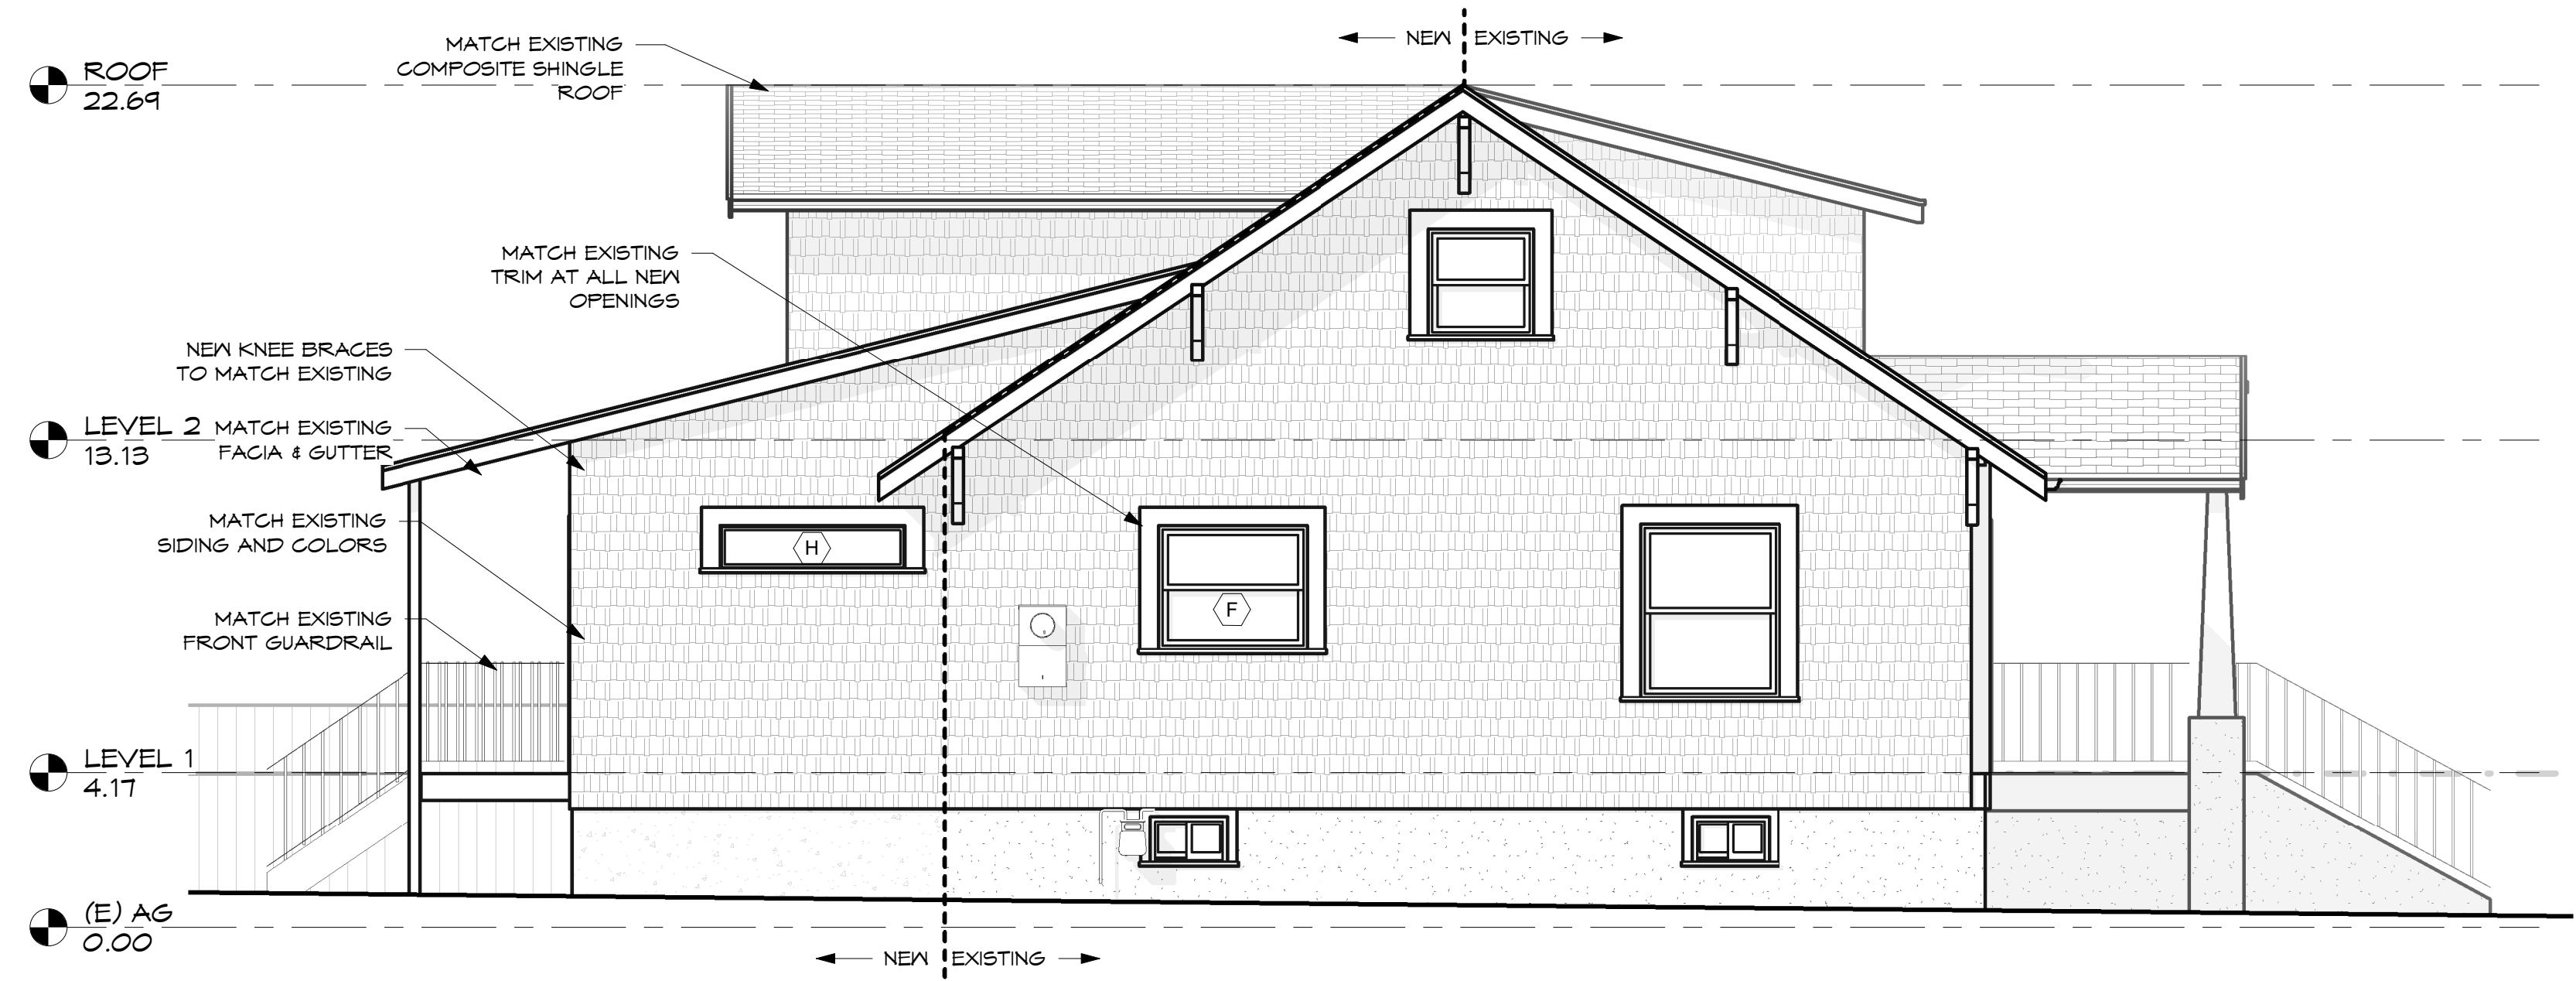 NEW EXISTING
MATCH EXISTING
COMPOSITE SHINGLE
ROOF
ROOF
22.69
MATCH EXISTING
TRIM AT ALL NEW
OPENINGS
NEW KNEE BRACES
TO MATCH EXISTING
LEVEL 2
13.13
MATCH EXISTING
FACIA & GUTTER
MATCH EXISTING
SIDING AND COLORS
H
F
MATCH EXISTING
FRONT GUARDRAIL
LEVEL 1
4.17
(E) AG
0.00
NEW EXISTING